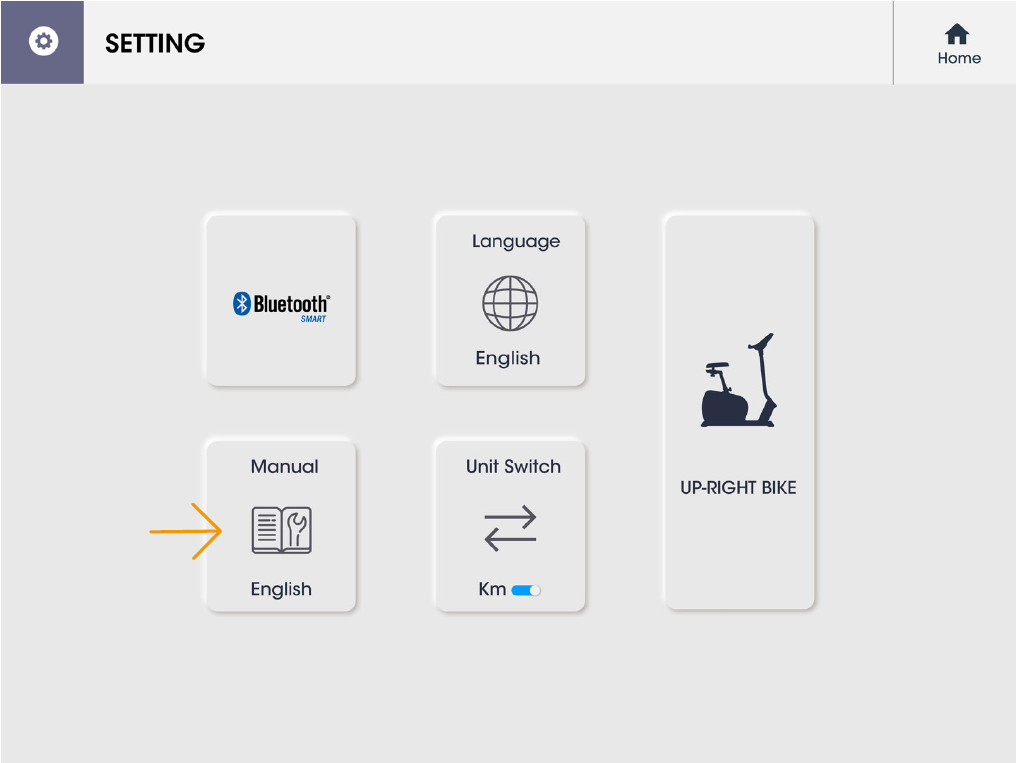 SETTING
Home
Bluetooth®
SMART
Language
English
UP-RIGHT BIKE
Manual
English
Unit Switch
Km